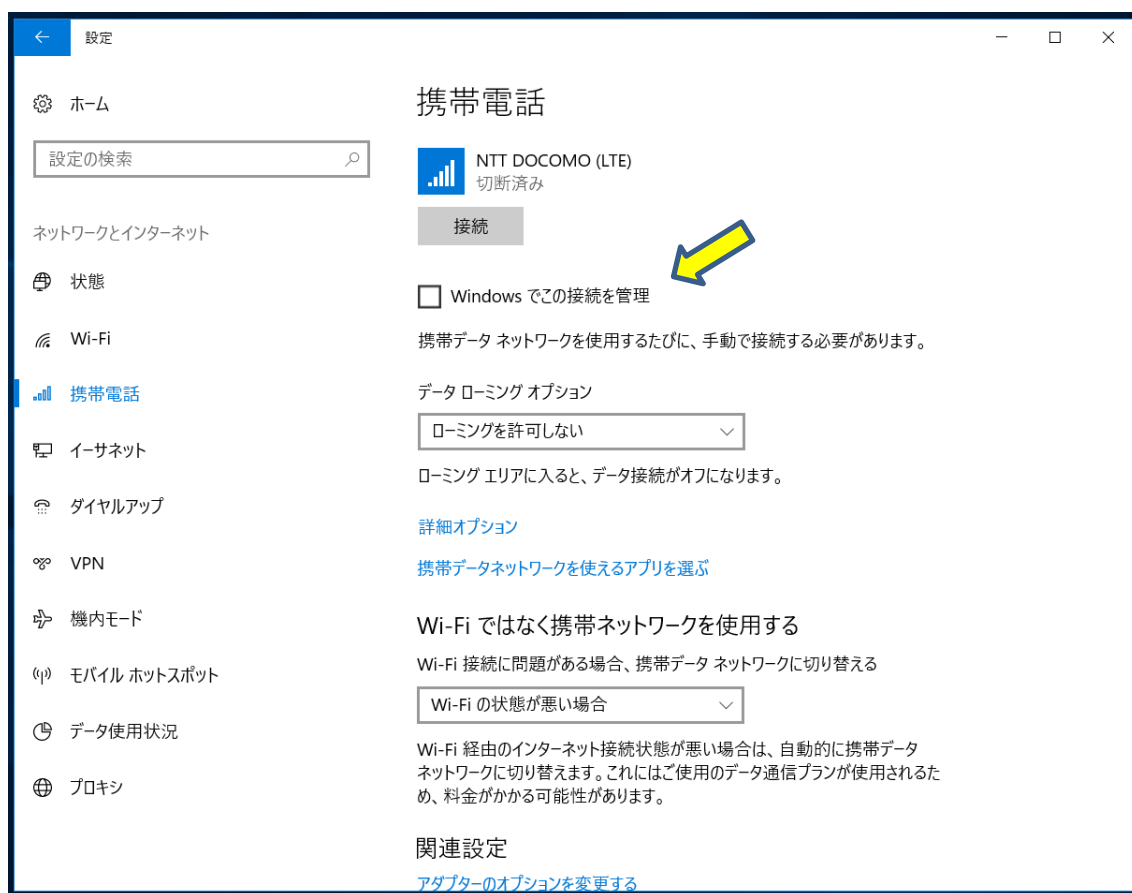 設定
ホーム
設定の検索
ネットワークとインターネット
状態
Wi-Fi
携帯電話
イーサネット
ダイヤルアップ
VPN
機内モード
モバイル ホットスポット
データ使用状況
プロキシ
携帯電話
NTT DOCOMO (LTE)
切断済み
接続
Windows でこの接続を管理
携帯データ ネットワークを使用するたびに、手動で接続する必要があります。
データ ローミング オプション
ローミングを許可しない
ローミング エリアに入ると、データ接続がオフになります。
詳細オプション
携帯データネットワークを使えるアプリを選ぶ
Wi-Fi ではなく携帯ネットワークを使用する
Wi-Fi 接続に問題がある場合、携帯データ ネットワークに切り替える
Wi-Fi の状態が悪い場合
Wi-Fi 経由のインターネット接続状態が悪い場合は、自動的に携帯データ
ネットワークに切り替えます。これにはご使用のデータ通信プランが使用されるた
め、料金がかかる可能性があります。
関連設定
アダプターのオプションを変更する